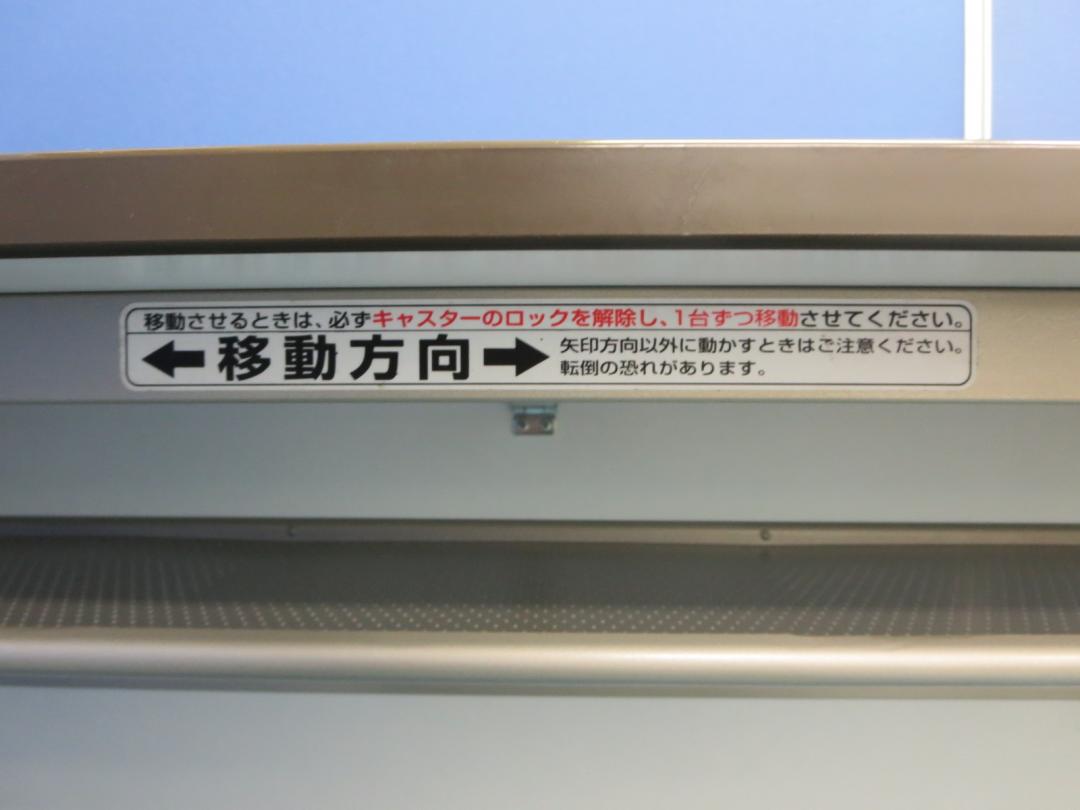 移動させるときは、必ずキャスターのロックを解除し、1台ずつ移動させてください。
←移動方向→
矢印方向以外に動かすときはご注意ください。
転倒の恐れがあります。